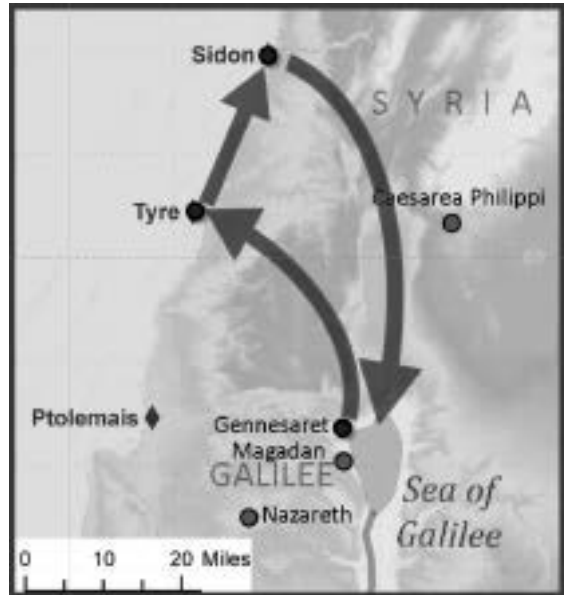 Sidon
SYRIA
Caesarea Philippi
Tyre
Ptolemais
Gennesaret
Magadan
GALILEE
Sea of
Galilee
Nazareth
0 10 20 Miles